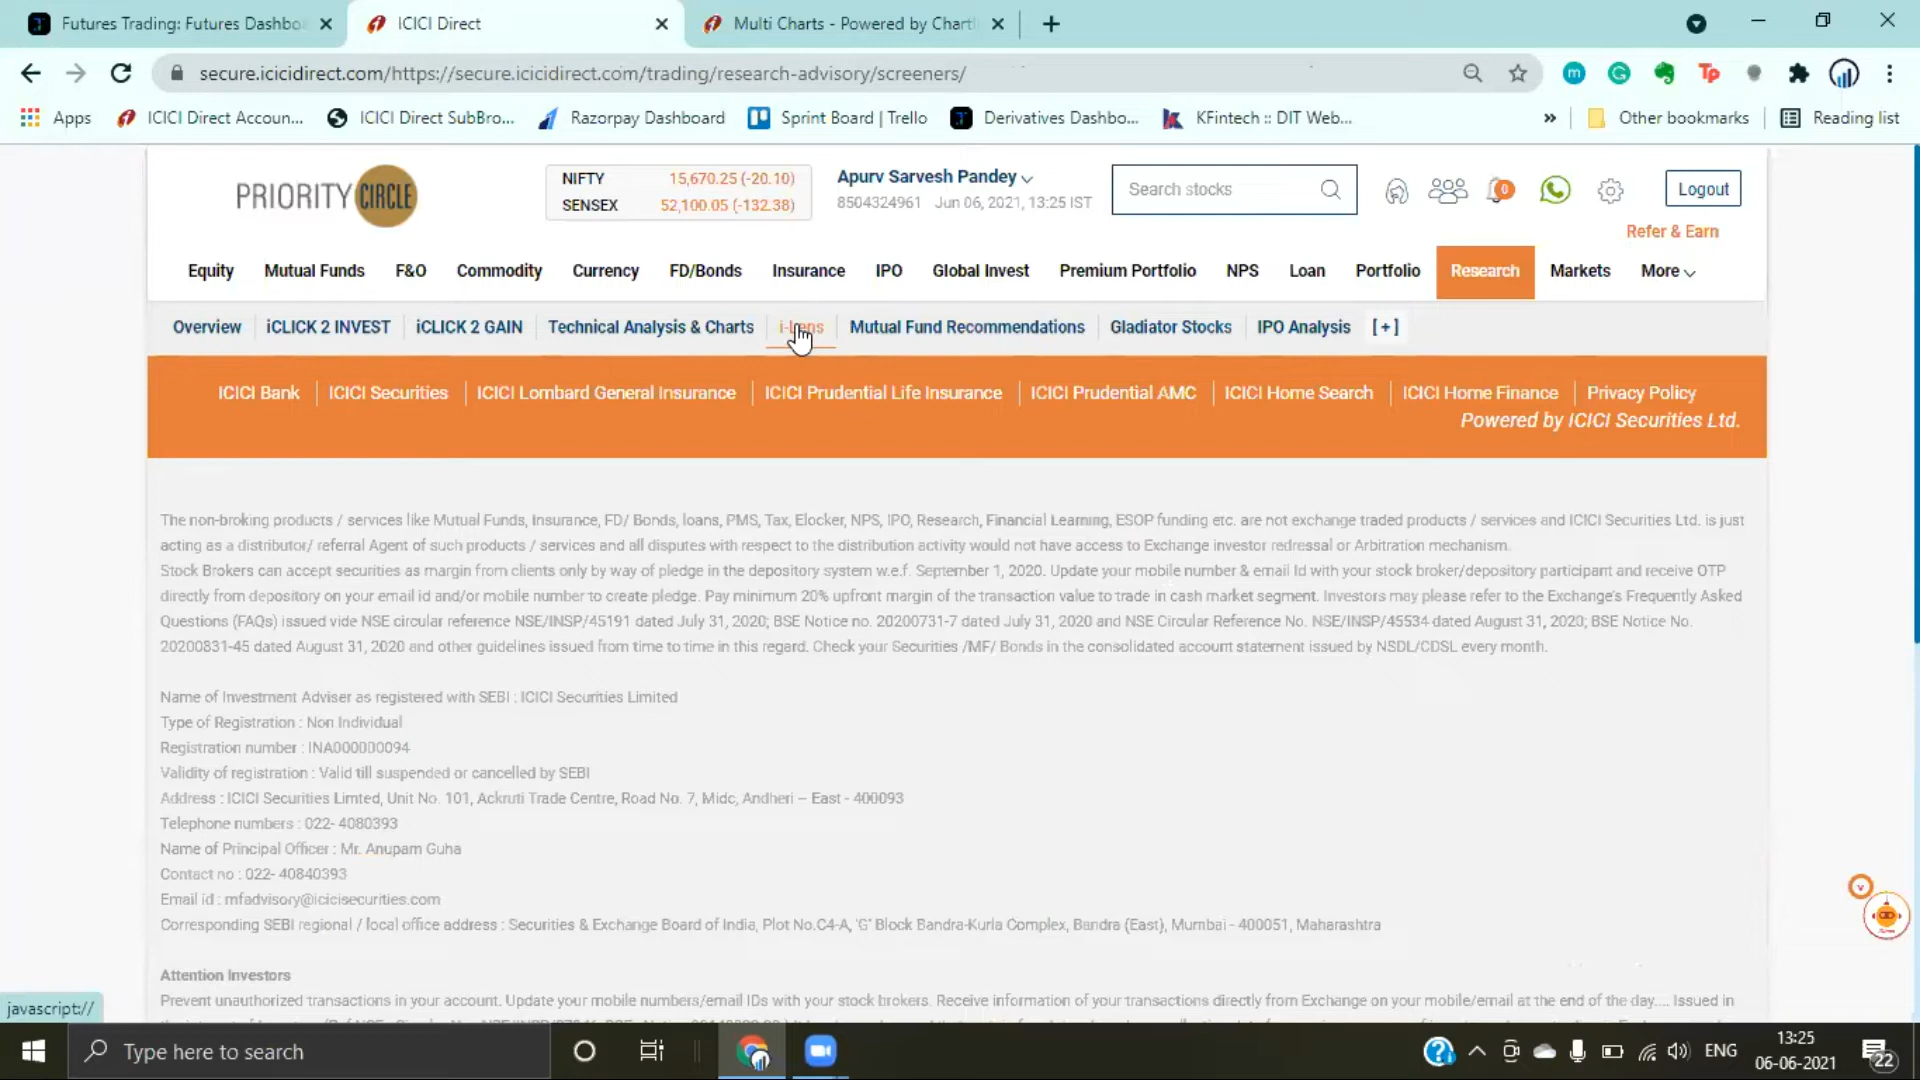 Futures Trading: Futures Dashbo
ICICI Direct
Multi Charts - Powered by Charti
secure.icicidirect.com/https://secure.icicidirect.com/trading/research-advisory/screeners/
Apps
ICICI Direct Accoun...
ICICI Direct SubBro...
Razorpay Dashboard
Sprint Board | Trello
Derivatives Dashbo...
KFintech :: DIT Web...
»
Other bookmarks
Reading list
PRIORITY CIRCLE
NIFTY 15,670.25 (-20.10)
SENSEX 52,100.05 (-132.38)
Apurv Sarvesh Pandey
8504324961 Jun 06, 2021, 13:25 IST
Search stocks
0
Logout
Refer & Earn
Equity Mutual Funds F&O Commodity Currency FD/Bonds Insurance IPO Global Invest Premium Portfolio NPS Loan Portfolio Research Markets More
Overview iCLICK 2 INVEST iCLICK 2 GAIN Technical Analysis & Charts i-Lens Mutual Fund Recommendations Gladiator Stocks IPO Analysis [+]
ICICI Bank ICICI Securities ICICI Lombard General Insurance ICICI Prudential Life Insurance ICICI Prudential AMC ICICI Home Search ICICI Home Finance Privacy Policy
Powered by ICICI Securities Ltd.
The non-broking products / services like Mutual Funds, Insurance, FD/ Bonds, loans, PMS, Tax, Elocker, NPS, IPO, Research, Financial Learning, ESOP funding etc. are not exchange traded products / services and ICICI Securities Ltd. is just
acting as a distributor/ referral Agent of such products / services and all disputes with respect to the distribution activity would not have access to Exchange investor redressal or Arbitration mechanism.
Stock Brokers can accept securities as margin from clients only by way of pledge in the depository system w.e.f. September 1, 2020. Update your mobile number & email Id with your stock broker/depository participant and receive OTP
directly from depository on your email id and/or mobile number to create pledge. Pay minimum 20% upfront margin of the transaction value to trade in cash market segment. Investors may please refer to the Exchange's Frequently Asked
Questions (FAQs) issued vide NSE circular reference NSE/INSP/45191 dated July 31, 2020; BSE Notice no. 20200731-7 dated July 31, 2020 and NSE Circular Reference No. NSE/INSP/45534 dated August 31, 2020; BSE Notice No.
20200831-45 dated August 31, 2020 and other guidelines issued from time to time in this regard. Check your Securities /MF/ Bonds in the consolidated account statement issued by NSDL/CDSL every month.
Name of Investment Adviser as registered with SEBI : ICICI Securities Limited
Type of Registration : Non Individual
Registration number : INA000000094
Validity of registration : Valid till suspended or cancelled by SEBI
Address : ICICI Securities Limted, Unit No. 101, Ackruti Trade Centre, Road No. 7, Midc, Andheri – East - 400093
Telephone numbers : 022- 4080393
Name of Principal Officer : Mr. Anupam Guha
Contact no : 022- 40840393
Email id : mfadvisory@icicisecurities.com
Corresponding SEBI regional / local office address : Securities & Exchange Board of India, Plot No.C4-A, 'G' Block Bandra-Kurla Complex, Bandra (East), Mumbai - 400051, Maharashtra
Attention Investors
Prevent unauthorized transactions in your account. Update your mobile numbers/email IDs with your stock brokers. Receive information of your transactions directly from Exchange on your mobile/email at the end of the day.... Issued in
javascript://
Type here to search
ENG
13:25
06-06-2021
22